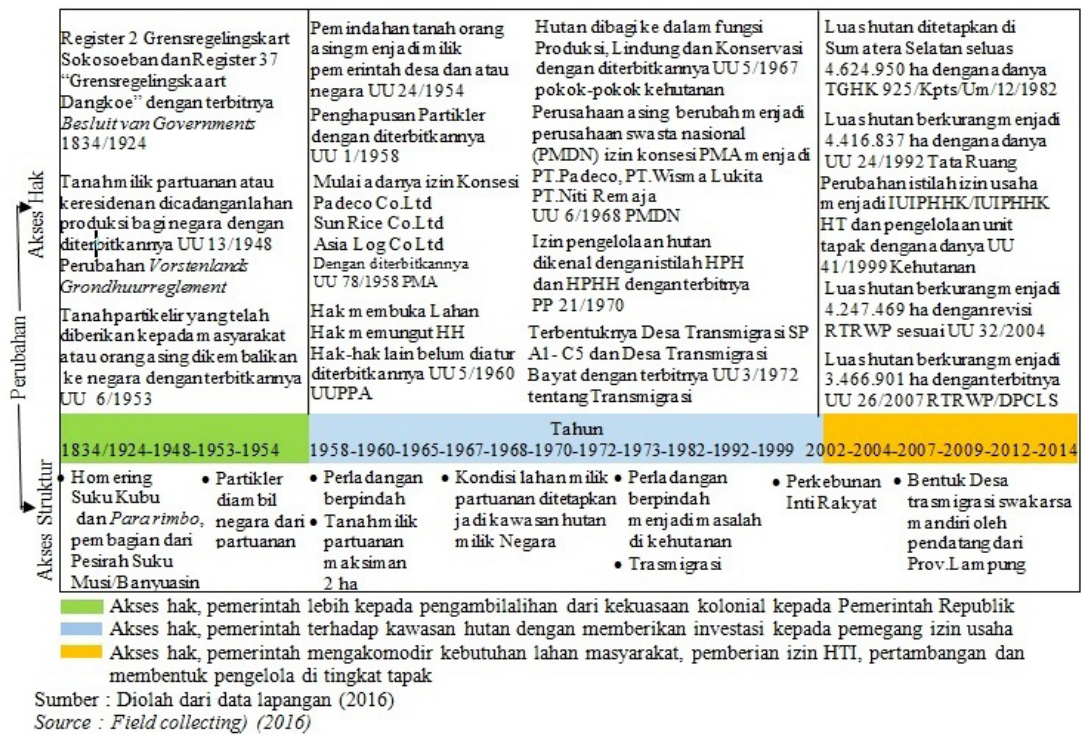 Perubahan
Akses Hak
Register 2 Grensregelingskart
Sokosoeban dan Register 37
“Grensregelingskaart
Dangkoe” dengan terbitnya
Besluit van Governments
1834/1924
Tanah milik partuanan atau
keresidenan dicadangan lahan
produksi bagi negara dengan
diterbitkannya UU 13/1948
Perubahan Vorstenlands
Grondhuurreglement
Tanah partikelir yang telah
diberikan kepada masyarakat
atau orang asing dikembalikan
ke negara dengan terbitkannya
UU 6/1953
Pemindahan tanah orang
asing menjadi milik
pemerintah desa dan atau
negara UU 24/1954
Penghapusan Partikler
dengan diterbitkannya
UU 1/1958
Mulai adanya izin Konsesi
Padeco Co.Ltd
Sun Rice Co.Ltd
Asia Log Co Ltd
Dengan diterbitkannya
UU 78/1958 PMA
Hak membuka Lahan
Hak memungut HH
Hak-hak lain belum diatur
diterbitkannya UU 5/1960
UUPPA
Hutan dibagi ke dalam fungsi
Produksi, Lindung dan Konservasi
dengan diterbitkannya UU 5/1967
pokok-pokok kehutanan
Perusahaan asing berubah menjadi
perusahaan swasta nasional
(PMDN) izin konsesi PMA menjadi
PT.Padeco, PT.Wisma Lukita
PT.Niti Remaja
UU 6/1968 PMDN
Izin pengelolaan hutan
dikenal dengan istilah HPH
dan HPHH dengan terbitnya
PP 21/1970
Terbentuknya Desa Transmigrasi SP
A1- C5 dan Desa Transmigrasi
Bayat dengan terbitnya UU 3/1972
tentang Transmigrasi
Luas hutan ditetapkan di
Sumatera Selatan seluas
4.624.950 ha dengan adanya
TGHK 925/Kpts/Um/12/1982
Luas hutan berkurang menjadi
4.416.837 ha dengan adanya
UU 24/1992 Tata Ruang
Perubahan istilah izin usaha
menjadi IUIPHHK/IUIPHHK
HT dan pengelolaan unit
tapak dengan adanya UU
41/1999 Kehutanan
Luas hutan berkurang menjadi
4.247.469 ha dengan revisi
RTRWP sesuai UU 32/2004
Luas hutan berkurang menjadi
3.466.901 ha dengan terbitnya
UU 26/2007 RTRWP/DPCLS
Tahun
1834/1924-1948-1953-1954
1958-1960-1965-1967-1968-1970-1972-1973-1982-1992-1999 2002-2004-2007-2009-2012-2014
Akses Struktur
• Homering
Suku Kubu
dan Pararimbo,
pembagian dari
Pesirah Suku
Musi/Banyuasin
• Partikler
diambil
negara dari
partuanan
• Perladangan
berpindah
• Tanah milik
partuanan
maksiman
2 ha
• Kondisi lahan milik
partuanan ditetapkan
jadi kawasan hutan
milik Negara
• Perladangan
berpindah
menjadi masalah
di kehutanan
• Trasmigrasi
• Perkebunan
Inti Rakyat
• Bentuk Desa
trasmigrasi swakarsa
mandiri oleh
pendatang dari
Prov.Lampung
Akses hak, pemerintah lebih kepada pengambilalihan dari kekuasaan kolonial kepada Pemerintah Republik
Akses hak, pemerintah terhadap kawasan hutan dengan memberikan investasi kepada pemegang izin usaha
Akses hak, pemerintah mengakomodir kebutuhan lahan masyarakat, pemberian izin HTI, pertambangan dan
membentuk pengelola di tingkat tapak
Sumber : Diolah dari data lapangan (2016)
Source : Field collecting) (2016)